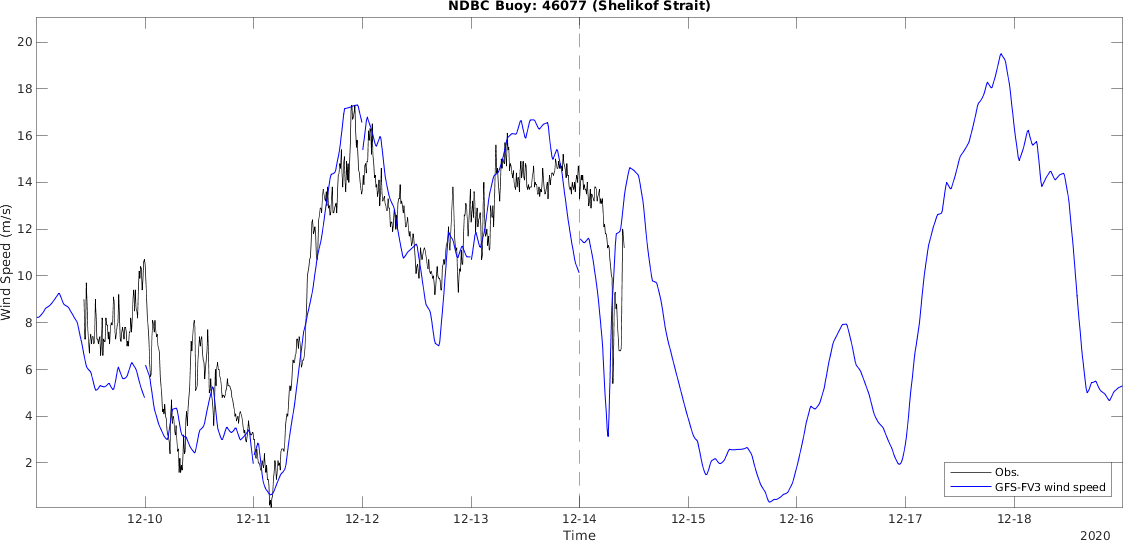 NDBC Buoy: 46077 (Shelikof Strait)
20
18
16
14
12
10
8
6
4
2
Wind Speed (m/s)
Obs.
GFS-FV3 wind speed
12-10 12-11 12-12 12-13 12-14 12-15 12-16 12-17 12-18
Time
2020